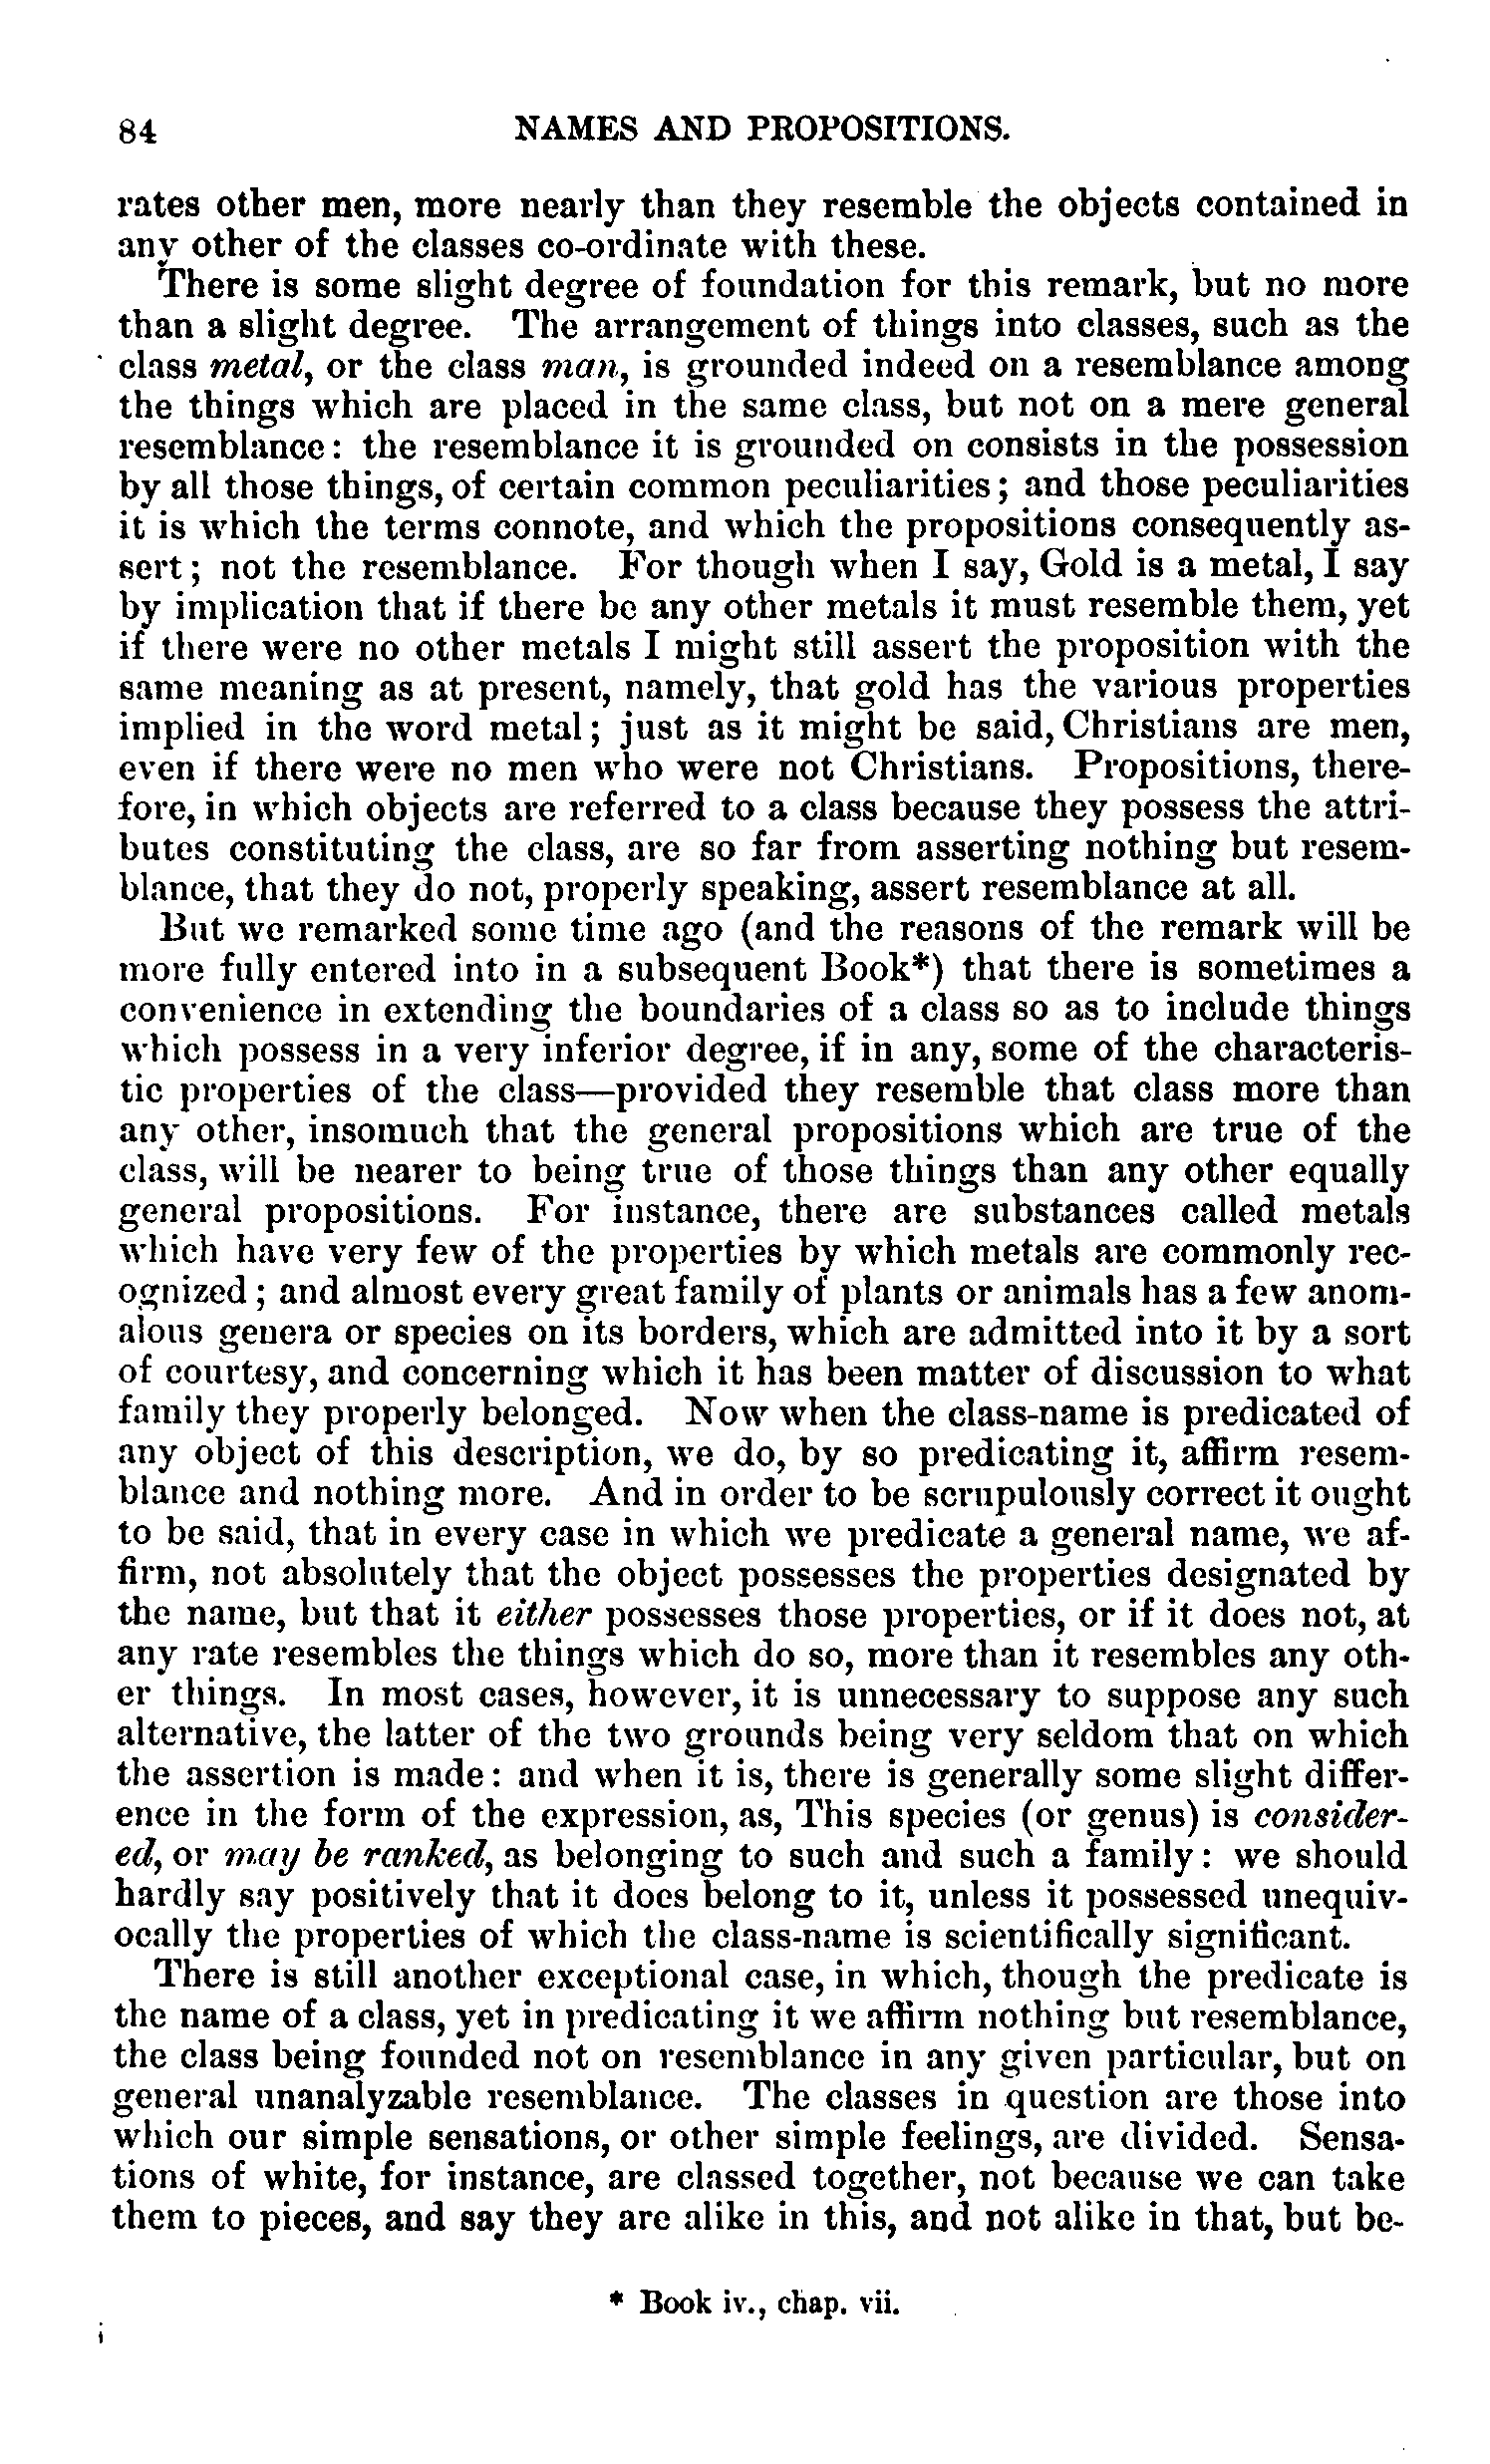 84 NAMES AND PROPOSITIONS.
rates other men, more nearly than they resemble the objects contained in
any other of the classes co-ordinate with these.
There is some slight degree of foundation for this remark, but no more
than a slight degree. The arrangement of things into classes, such as the
class metal, or the class man, is grounded indeed on a resemblance among
the things which are placed in the same class, but not on a mere general
resemblance: the resemblance it is grounded on consists in the possession
by all those things, of certain common peculiarities; and those peculiarities
it is which the terms connote, and which the propositions consequently as-
sert; not the resemblance. For though when I say, Gold is a metal, I say
by implication that if there be any other metals it must resemble them, yet
if there were no other metals I might still assert the proposition with the
same meaning as at present, namely, that gold has the various properties
implied in the word metal; just as it might be said, Christians are men,
even if there were no men who were not Christians. Propositions, there-
fore, in which objects are referred to a class because they possess the attri-
butes constituting the class, are so far from asserting nothing but resem-
blance, that they do not, properly speaking, assert resemblance at all.
But we remarked some time ago (and the reasons of the remark will be
more fully entered into in a subsequent Book*) that there is sometimes a
convenience in extending the boundaries of a class so as to include things
which possess in a very inferior degree, if in any, some of the characteris-
tic properties of the class—provided they resemble that class more than
any other, insomuch that the general propositions which are true of the
class, will be nearer to being true of those things than any other equally
general propositions. For instance, there are substances called metals
which have very few of the properties by which metals are commonly rec-
ognized; and almost every great family of plants or animals has a few anom-
alous genera or species on its borders, which are admitted into it by a sort
of courtesy, and concerning which it has been matter of discussion to what
family they properly belonged. Now when the class-name is predicated of
any object of this description, we do, by so predicating it, affirm resem-
blance and nothing more. And in order to be scrupulously correct it ought
to be said, that in every case in which we predicate a general name, we af-
firm, not absolutely that the object possesses the properties designated by
the name, but that it either possesses those properties, or if it does not, at
any rate resembles the things which do so, more than it resembles any oth-
er things. In most cases, however, it is unnecessary to suppose any such
alternative, the latter of the two grounds being very seldom that on which
the assertion is made: and when it is, there is generally some slight differ-
ence in the form of the expression, as, This species (or genus) is consider-
ed, or may be ranked, as belonging to such and such a family: we should
hardly say positively that it does belong to it, unless it possessed unequiv-
ocally the properties of which the class-name is scientifically significant.
There is still another exceptional case, in which, though the predicate is
the name of a class, yet in predicating it we affirm nothing but resemblance,
the class being founded not on resemblance in any given particular, but on
general unanalyzable resemblance. The classes in question are those into
which our simple sensations, or other simple feelings, are divided. Sensa-
tions of white, for instance, are classed together, not because we can take
them to pieces, and say they are alike in this, and not alike in that, but be-
* Book iv., chap. vii.